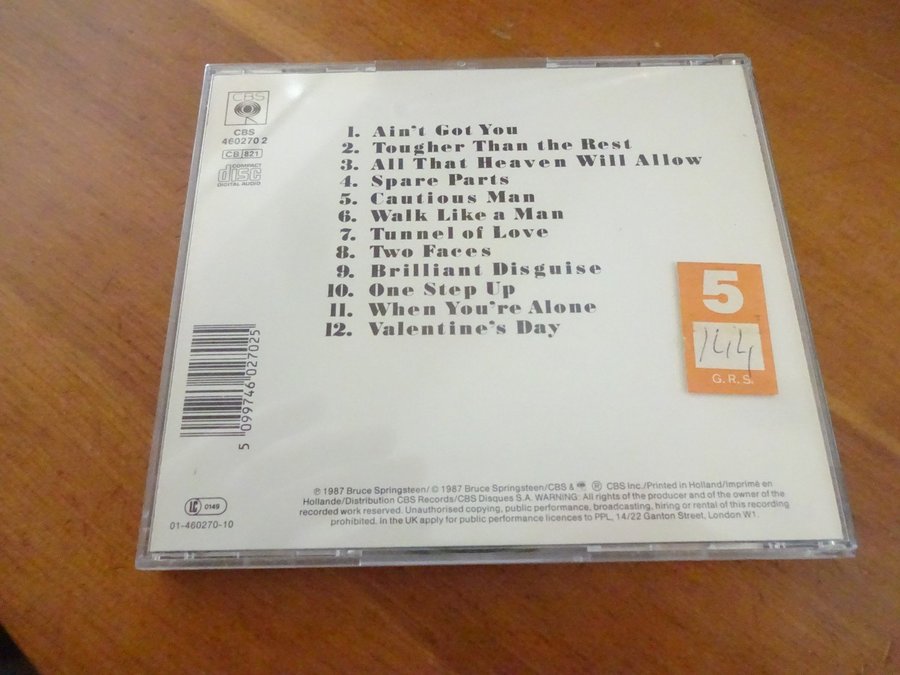 CBS
CBS
460270 2
CB 821
COMPACT
disc
DIGITAL AUDIO
1. Ain't Got You
2. Tougher Than the Rest
3. All That Heaven Will Allow
4. Spare Parts
5. Cautious Man
6. Walk Like a Man
7. Tunnel of Love
8. Two Faces
9. Brilliant Disguise
10. One Step Up
11. When You're Alone
12. Valentine's Day
5
144
G.R.S.
5 099746 027025
℗ 1987 Bruce Springsteen/ © 1987 Bruce Springsteen/CBS & ℗ CBS Inc./Printed in Holland/Imprimé en
Hollande/Distribution CBS Records/CBS Disques S.A. WARNING: All rights of the producer and of the owner of the
recorded work reserved. Unauthorised copying, public performance, broadcasting, hiring or rental of this recording
prohibited. In the UK apply for public performance licences to PPL, 14/22 Ganton Street, London W1.
LC 0149
01-460270-10